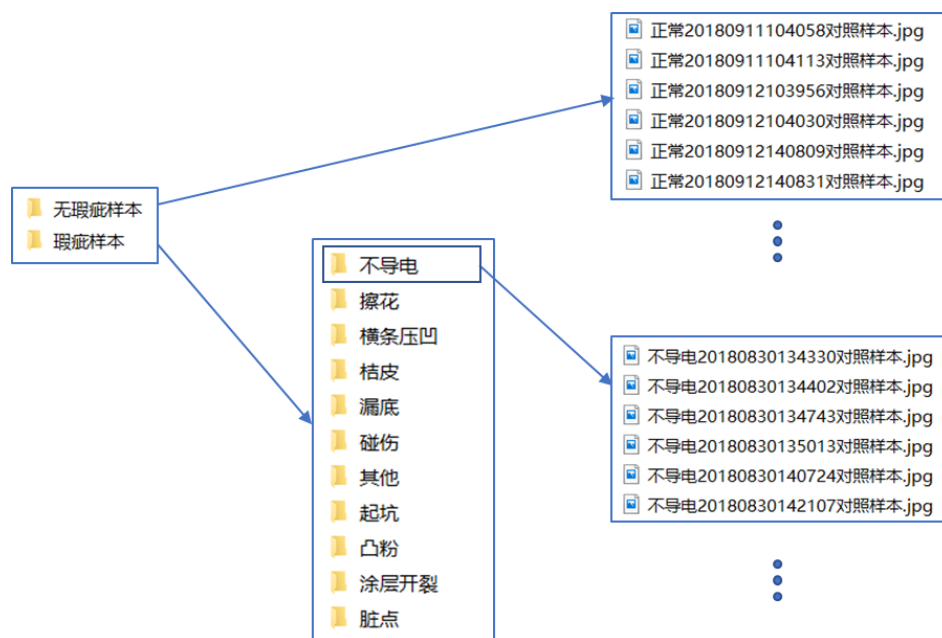 无瑕疵样本
瑕疵样本
不导电
擦花
横条压凹
桔皮
漏底
碰伤
其他
起坑
凸粉
涂层开裂
脏点
正常20180911104058对照样本.jpg
正常20180911104113对照样本.jpg
正常20180912103956对照样本.jpg
正常20180912104030对照样本.jpg
正常20180912140809对照样本.jpg
正常20180912140831对照样本.jpg
不导电20180830134330对照样本.jpg
不导电20180830134402对照样本.jpg
不导电20180830134743对照样本.jpg
不导电20180830135013对照样本.jpg
不导电20180830140724对照样本.jpg
不导电20180830142107对照样本.jpg